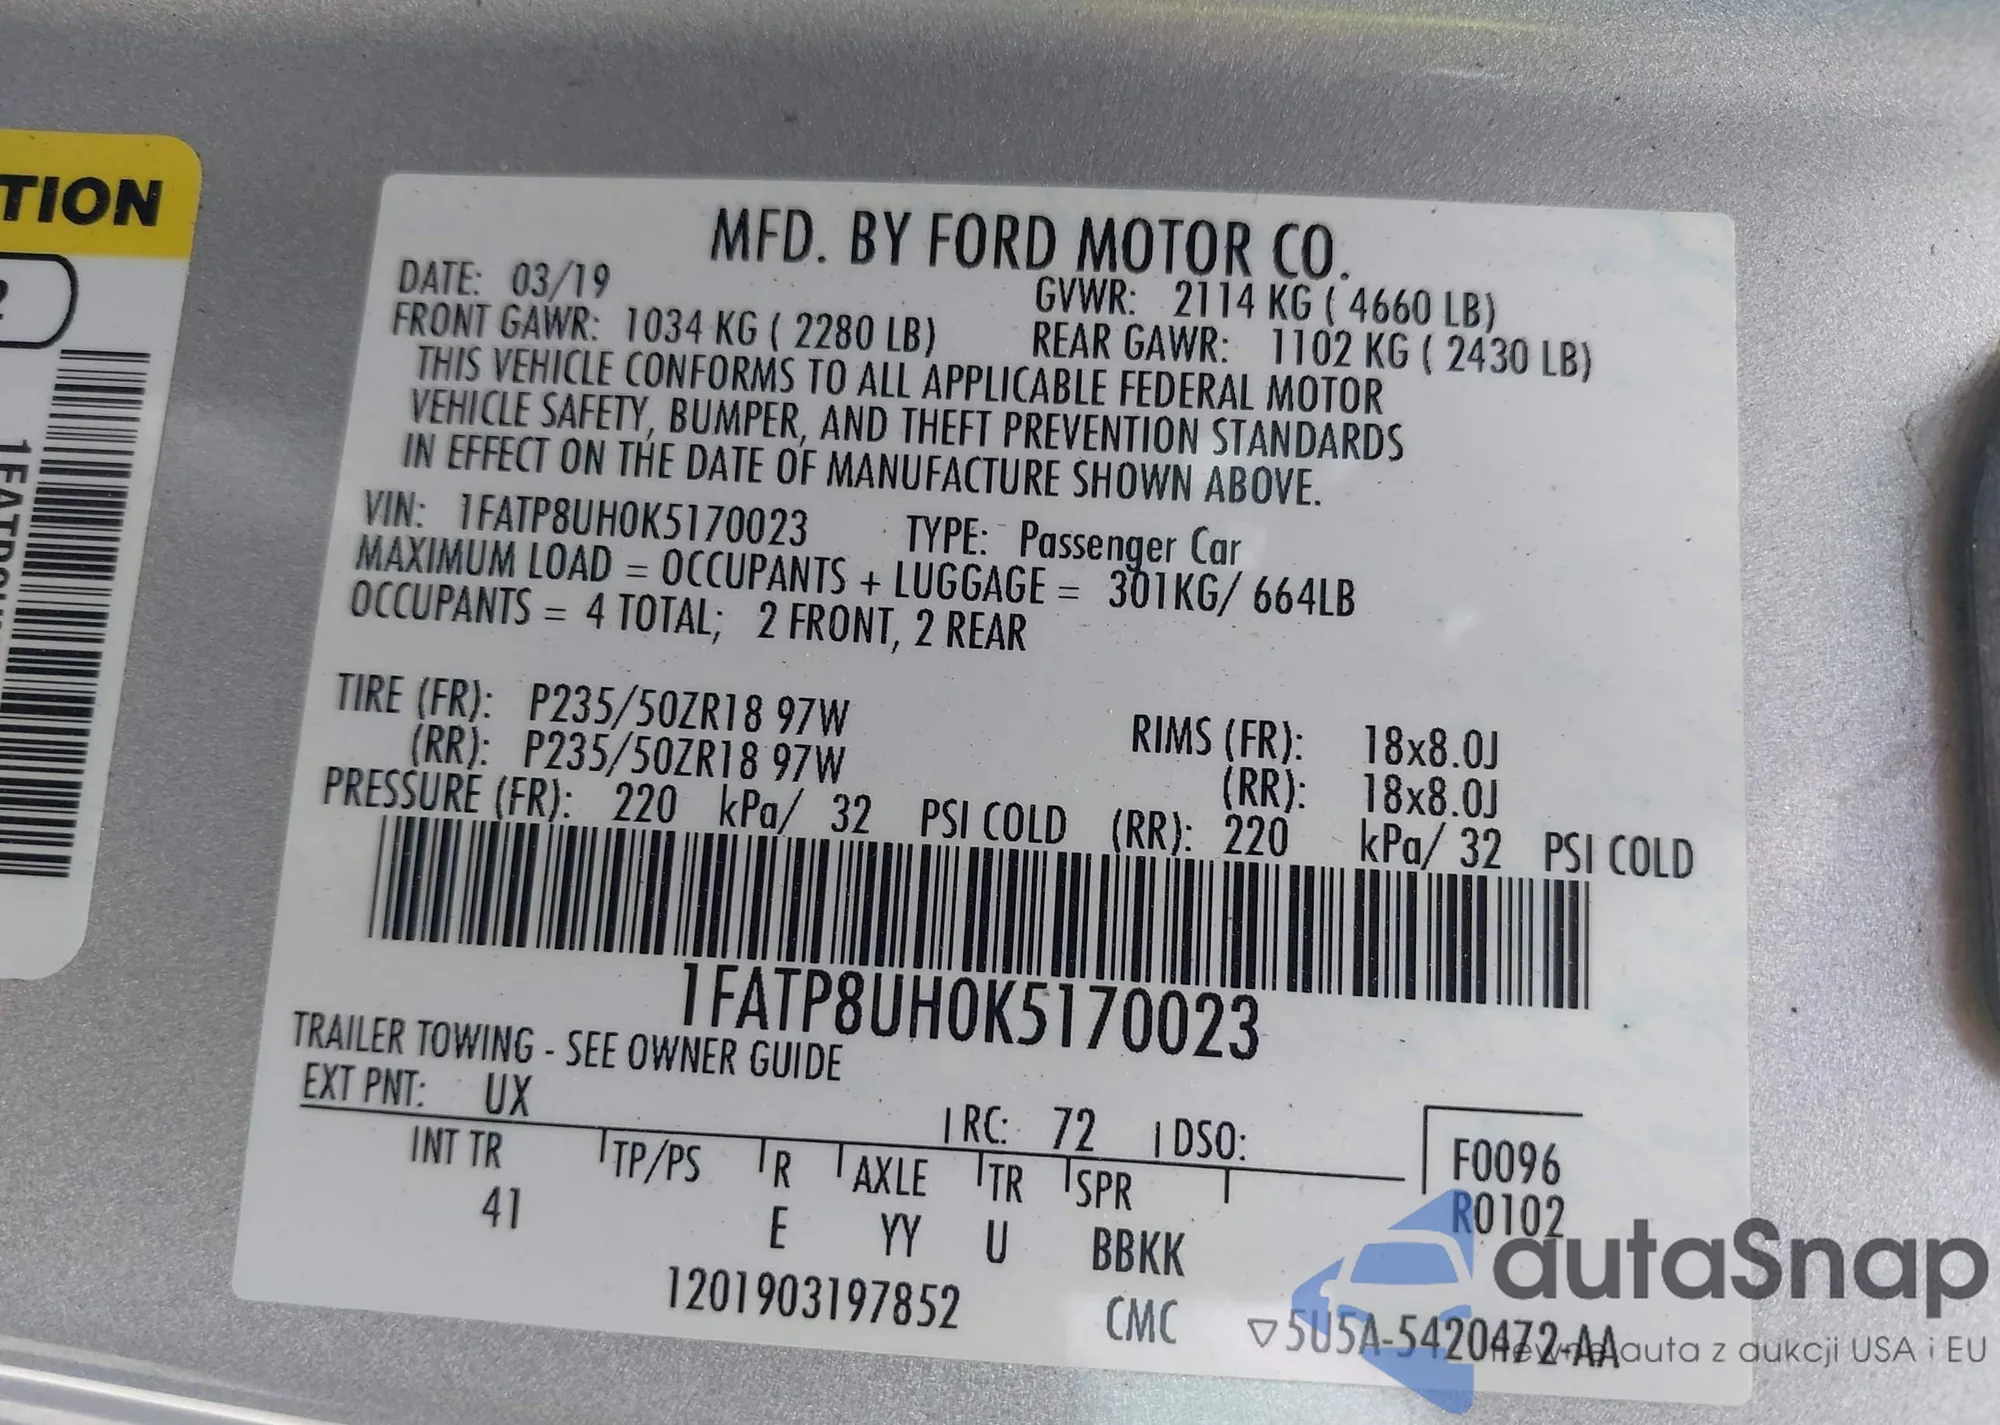 TION
2
1FATP8U
MFD. BY FORD MOTOR CO.
DATE: 03/19 GVWR: 2114 KG ( 4660 LB)
FRONT GAWR: 1034 KG ( 2280 LB) REAR GAWR: 1102 KG ( 2430 LB)
THIS VEHICLE CONFORMS TO ALL APPLICABLE FEDERAL MOTOR
VEHICLE SAFETY, BUMPER, AND THEFT PREVENTION STANDARDS
IN EFFECT ON THE DATE OF MANUFACTURE SHOWN ABOVE.
VIN: 1FATP8UH0K5170023 TYPE: Passenger Car
MAXIMUM LOAD = OCCUPANTS + LUGGAGE = 301KG/ 664LB
OCCUPANTS = 4 TOTAL; 2 FRONT, 2 REAR
TIRE (FR): P235/50ZR18 97W RIMS (FR): 18x8.0J
(RR): P235/50ZR18 97W (RR): 18x8.0J
PRESSURE (FR): 220 kPa/ 32 PSI COLD (RR): 220 kPa/ 32 PSI COLD
1FATP8UH0K5170023
TRAILER TOWING - SEE OWNER GUIDE
EXT PNT: UX RC: 72 DSO: F0096
INT TR TP/PS R AXLE TR SPR R0102
41 E YY U BBKK
1201903197852 CMC ▽5U5A-5420472-AA
autaSnap
auta z aukcji USA i EU